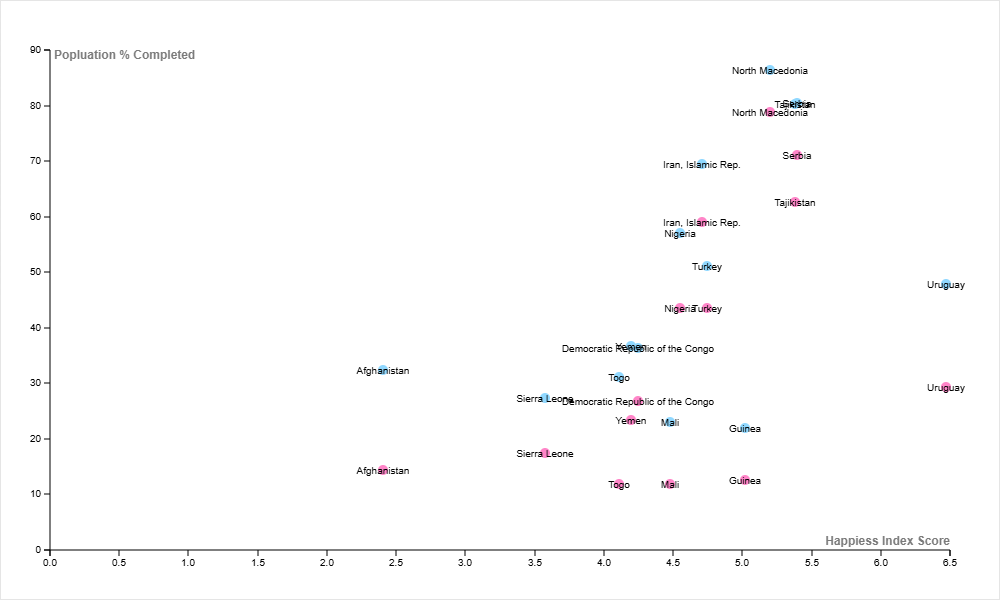 90
Popluation % Completed
North Macedonia
80
Serbia
Tajikistan
North Macedonia
70
Serbia
Iran, Islamic Rep.
60
Tajikistan
Iran, Islamic Rep.
Nigeria
50
Turkey
Uruguay
40
Nigeria
Turkey
Yemen
Democratic Republic of the Congo
Afghanistan
Togo
30
Uruguay
Sierra Leone
Democratic Republic of the Congo
Yemen
Mali
Guinea
20
Sierra Leone
Afghanistan
10
Togo
Mali
Guinea
Happiess Index Score
0
0.0 0.5 1.0 1.5 2.0 2.5 3.0 3.5 4.0 4.5 5.0 5.5 6.0 6.5